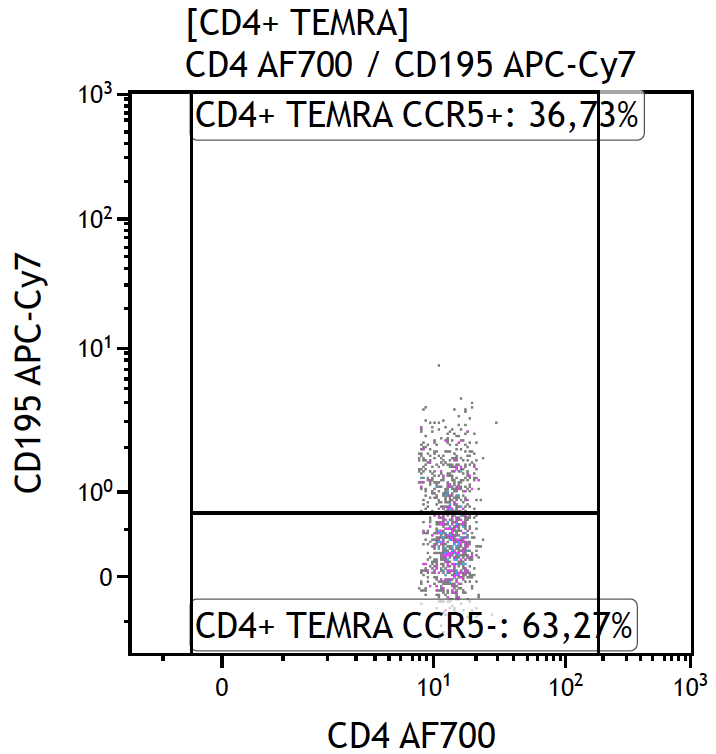 [CD4+ TEMRA]
CD4 AF700 / CD195 APC-Cy7
10³
CD4+ TEMRA CCR5+: 36,73%
10²
10¹
10⁰
0
CD195 APC-Cy7
CD4+ TEMRA CCR5-: 63,27%
0
10¹
10²
10³
CD4 AF700